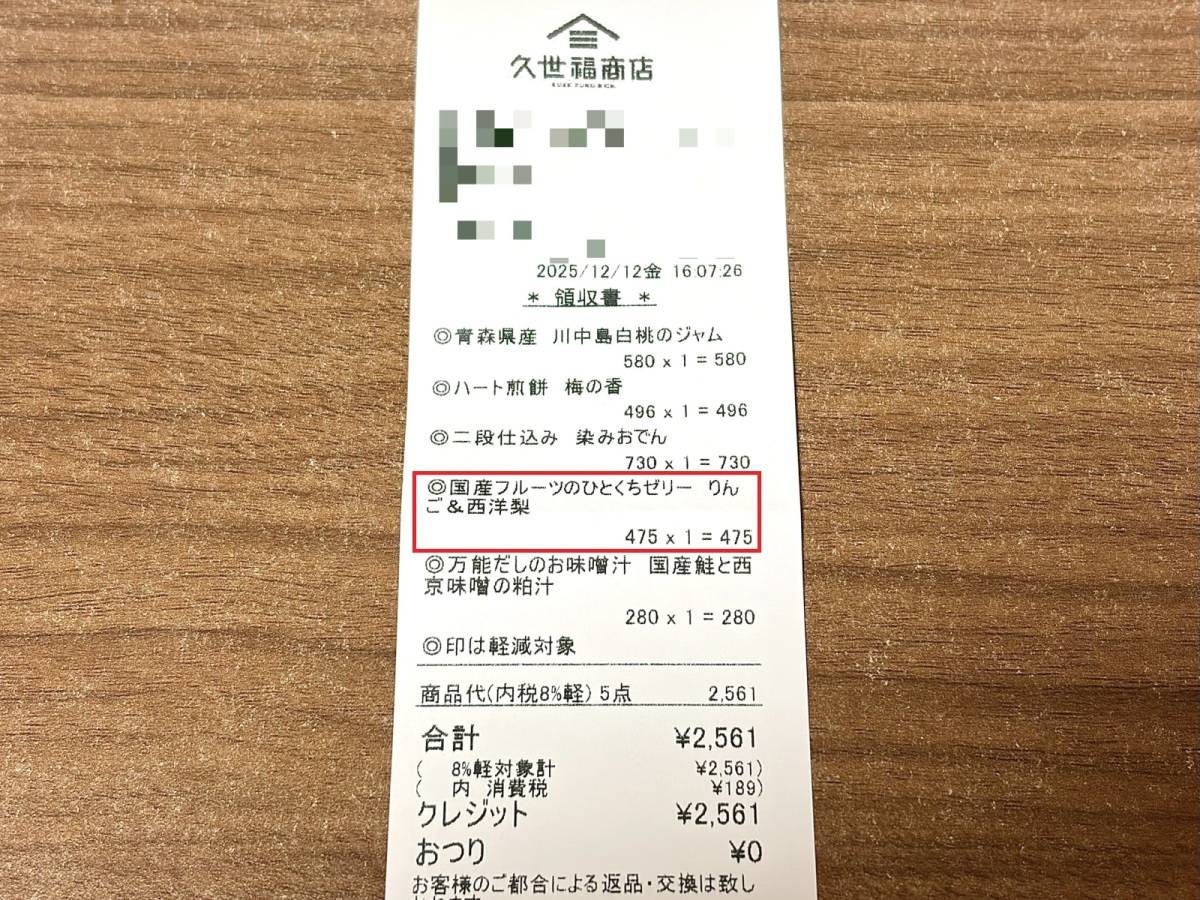 久世福商店
KUZE FUKU & CO.
2025/12/12金 16:07:26
* 領収書 *
◎青森県産 川中島白桃のジャム
580 x 1 = 580
◎ハート煎餅 梅の香
496 x 1 = 496
◎二段仕込み 染みおでん
730 x 1 = 730
◎国産フルーツのひとくちゼリー りん
ご&西洋梨
475 x 1 = 475
◎万能だしのお味噌汁 国産鮭と西
京味噌の粕汁
280 x 1 = 280
◎印は軽減対象
商品代(内税8%軽) 5点 2,561
合計 ¥2,561
( 8%軽対象計 ¥2,561)
( 内 消費税 ¥189)
クレジット ¥2,561
おつり ¥0
お客様のご都合による返品・交換は致し